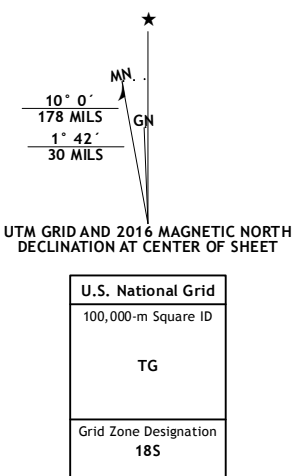 ★
MN
GN
10° 0´
178 MILS
1° 42´
30 MILS
UTM GRID AND 2016 MAGNETIC NORTH
DECLINATION AT CENTER OF SHEET
U.S. National Grid
100,000-m Square ID
TG
Grid Zone Designation
18S